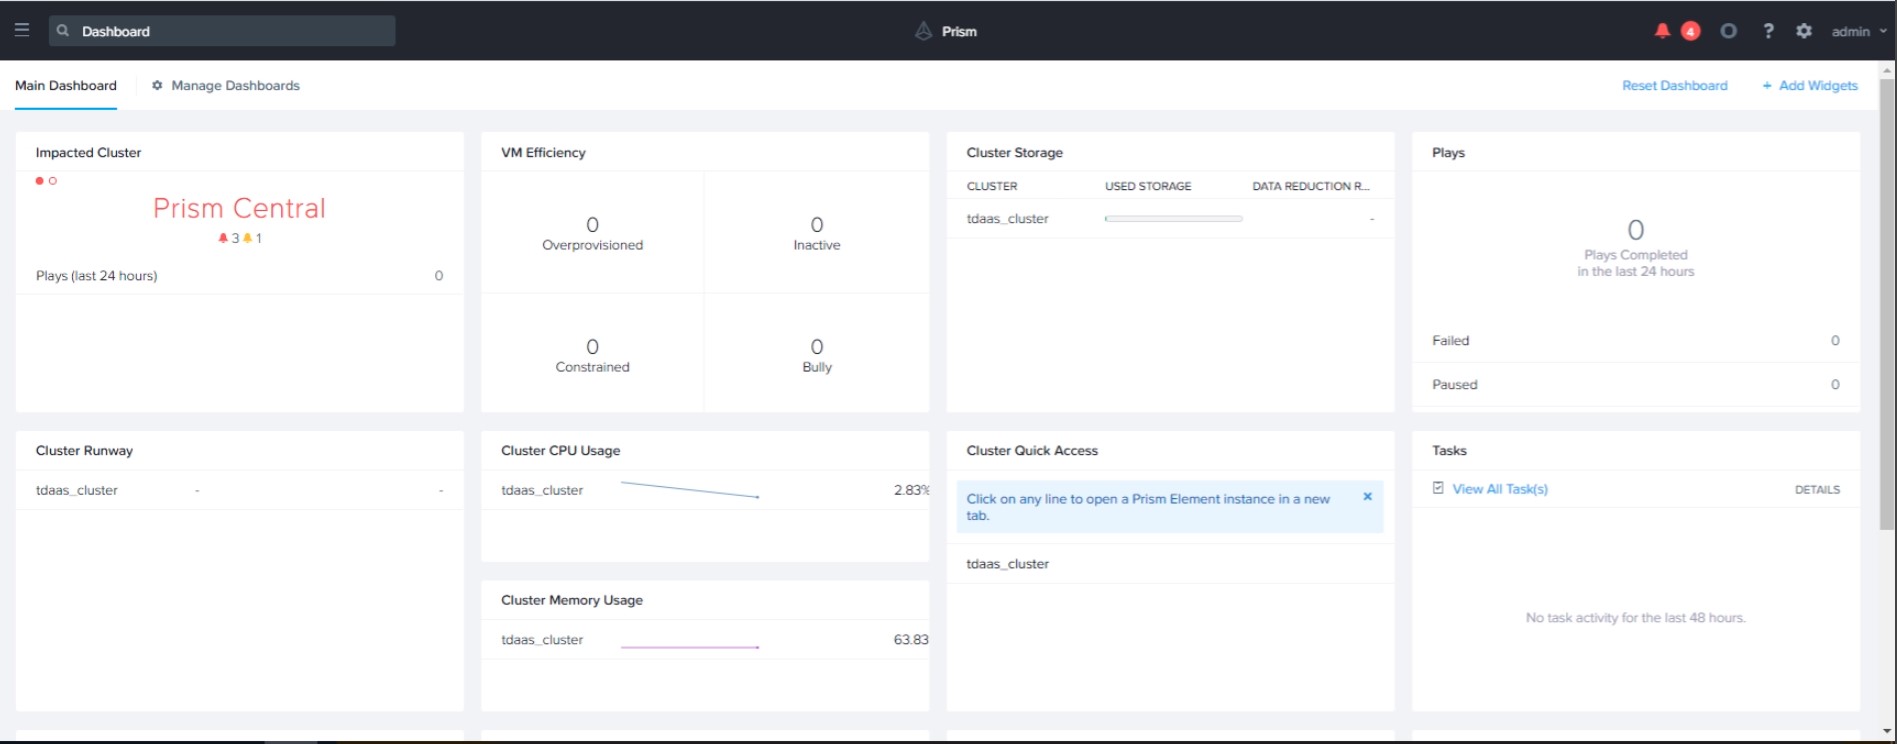 Dashboard
Prism
4
?
admin
Main Dashboard
Manage Dashboards
Reset Dashboard
+ Add Widgets
Impacted Cluster
Prism Central
3 1
Plays (last 24 hours) 0
VM Efficiency
0
Overprovisioned
0
Inactive
0
Constrained
0
Bully
Cluster Storage
CLUSTER USED STORAGE DATA REDUCTION R...
tdaas_cluster -
Plays
0
Plays Completed
in the last 24 hours
Failed 0
Paused 0
Cluster Runway
tdaas_cluster - -
Cluster CPU Usage
tdaas_cluster 2.83%
Cluster Memory Usage
tdaas_cluster 63.83
Cluster Quick Access
Click on any line to open a Prism Element instance in a new
tab.
tdaas_cluster
Tasks
View All Task(s) DETAILS
No task activity for the last 48 hours.